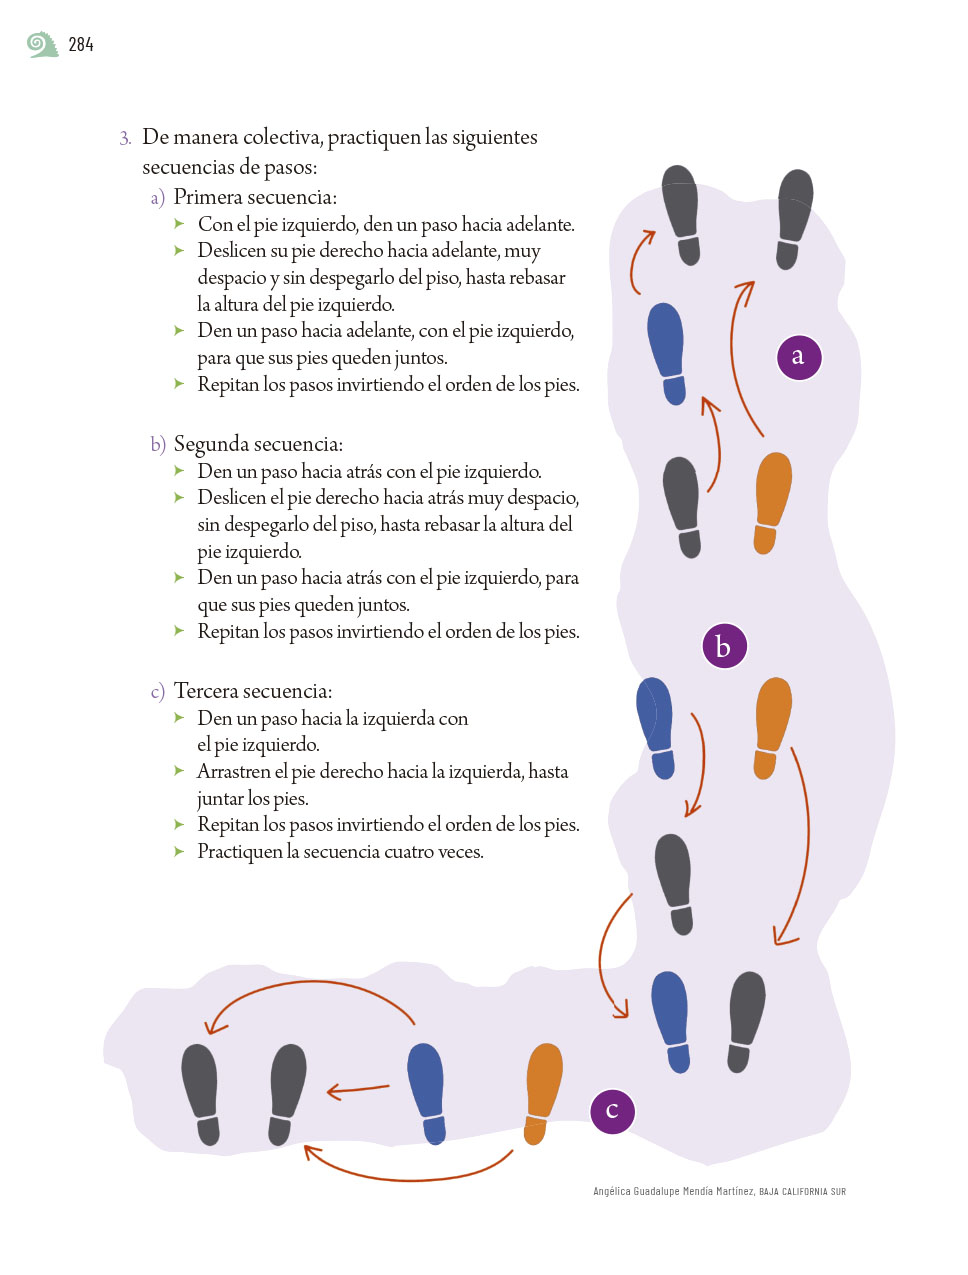 284
3. De manera colectiva, practiquen las siguientes
secuencias de pasos:
a) Primera secuencia:
Con el pie izquierdo, den un paso hacia adelante.
Deslicen su pie derecho hacia adelante, muy
despacio y sin despegarlo del piso, hasta rebasar
la altura del pie izquierdo.
Den un paso hacia adelante, con el pie izquierdo,
para que sus pies queden juntos.
Repitan los pasos invirtiendo el orden de los pies.
b) Segunda secuencia:
Den un paso hacia atrás con el pie izquierdo.
Deslicen el pie derecho hacia atrás muy despacio,
sin despegarlo del piso, hasta rebasar la altura del
pie izquierdo.
Den un paso hacia atrás con el pie izquierdo, para
que sus pies queden juntos.
Repitan los pasos invirtiendo el orden de los pies.
c) Tercera secuencia:
Den un paso hacia la izquierda con
el pie izquierdo.
Arrastren el pie derecho hacia la izquierda, hasta
juntar los pies.
Repitan los pasos invirtiendo el orden de los pies.
Practiquen la secuencia cuatro veces.
a
b
c
Angélica Guadalupe Mendía Martínez, BAJA CALIFORNIA SUR